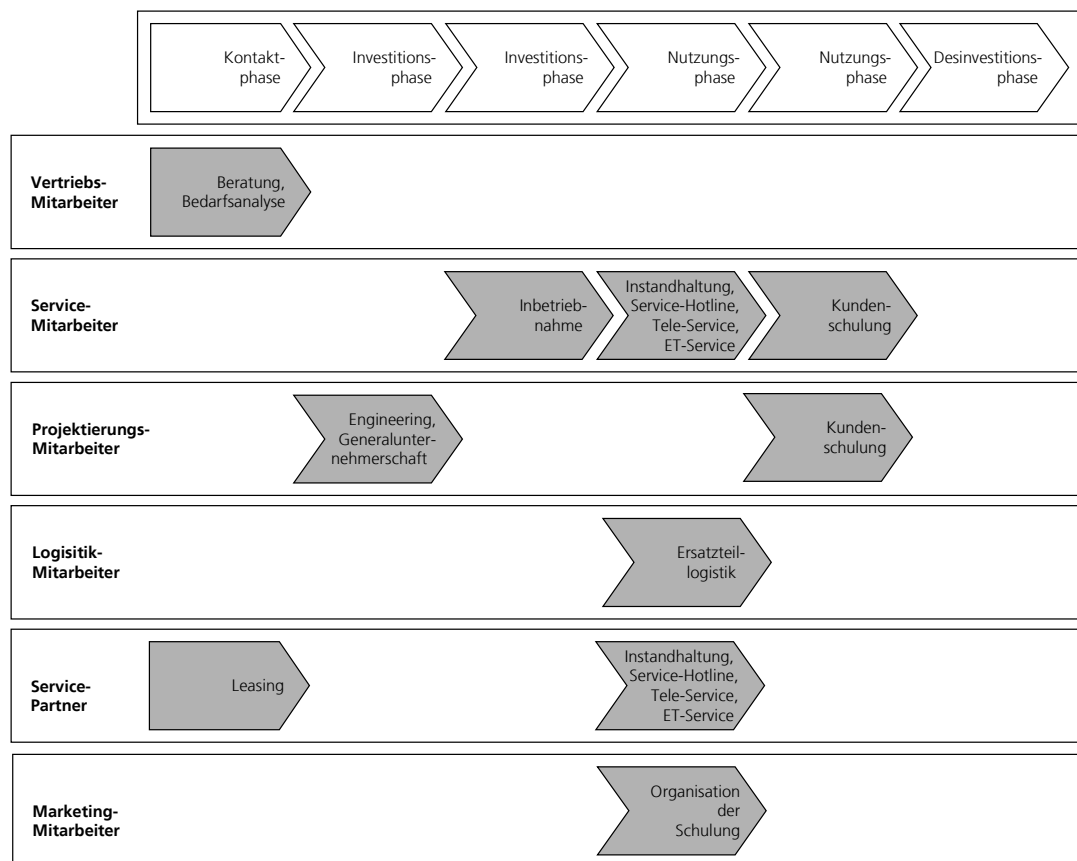 Kontakt-
phase
Investitions-
phase
Investitions-
phase
Nutzungs-
phase
Nutzungs-
phase
Desinvestitions-
phase
Vertriebs-
Mitarbeiter
Beratung,
Bedarfsanalyse
Service-
Mitarbeiter
Inbetrieb-
nahme
Instandhaltung,
Service-Hotline,
Tele-Service,
ET-Service
Kunden-
schulung
Projektierungs-
Mitarbeiter
Engineering,
Generalunter-
nehmerschaft
Kunden-
schulung
Logisitik-
Mitarbeiter
Ersatzteil-
logistik
Service-
Partner
Leasing
Instandhaltung,
Service-Hotline,
Tele-Service,
ET-Service
Marketing-
Mitarbeiter
Organisation
der
Schulung